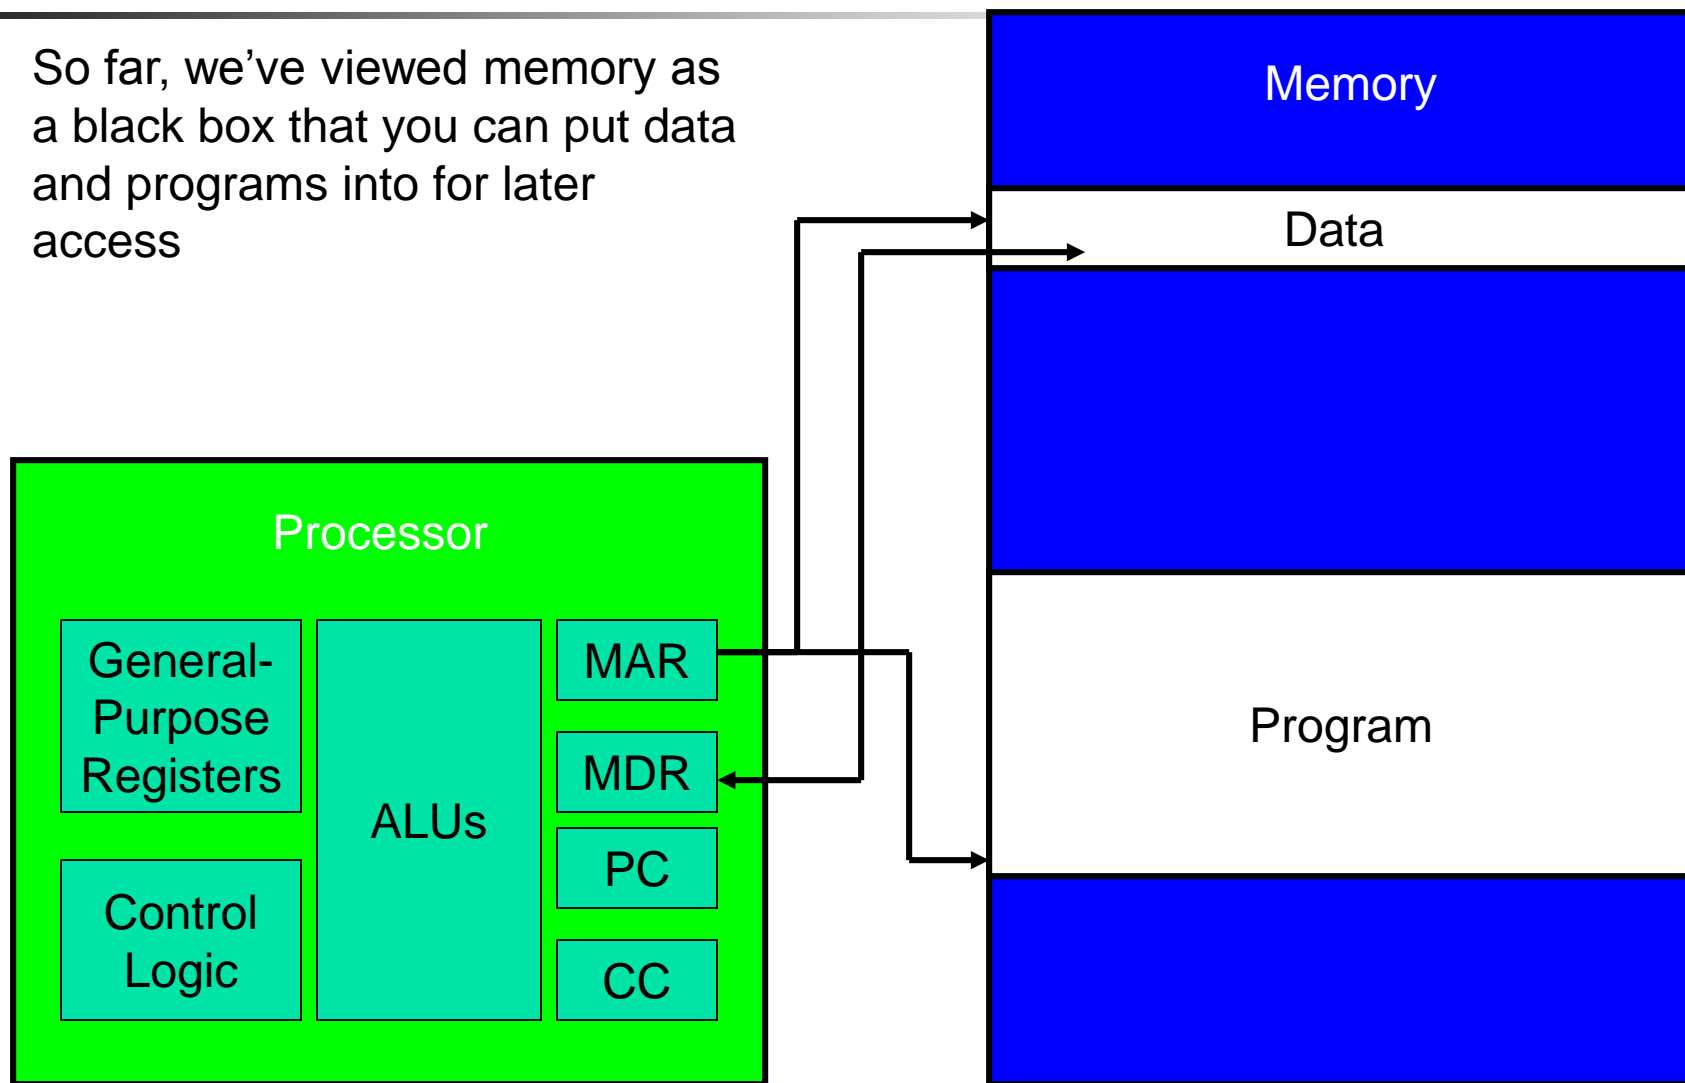 So far, we’ve viewed memory as
a black box that you can put data
and programs into for later
access
Memory
Data
Program
Processor
General-
Purpose
Registers
Control
Logic
ALUs
MAR
MDR
PC
CC